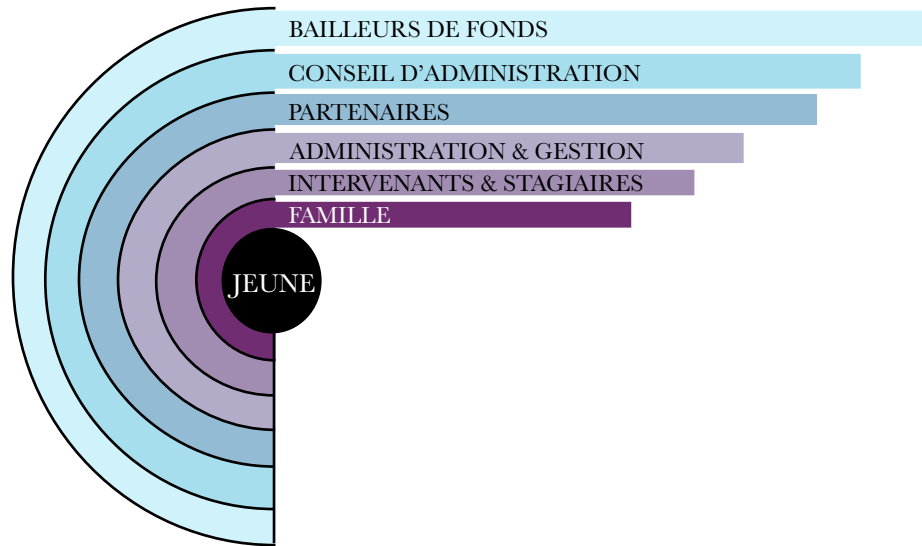 BAILLEURS DE FONDS
CONSEIL D'ADMINISTRATION
PARTENAIRES
ADMINISTRATION & GESTION
INTERVENANTS & STAGIAIRES
FAMILLE
JEUNE